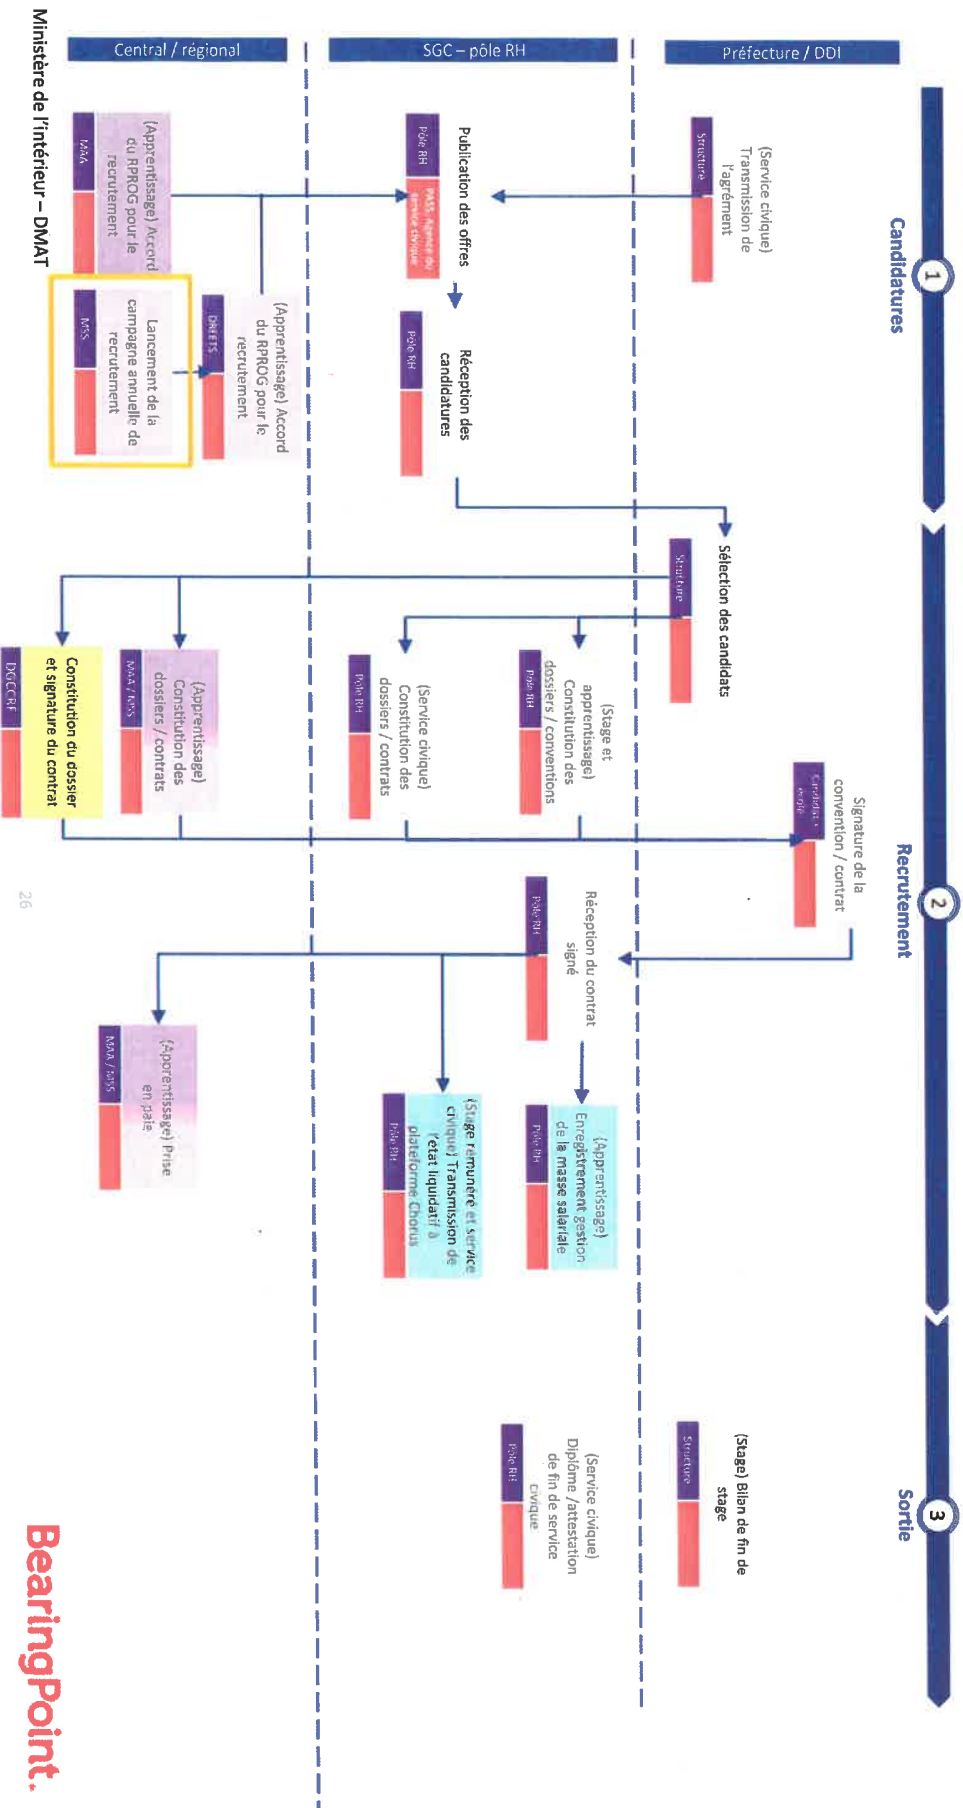 Candidatures
1
Recrutement
2
Sortie
3
Préfecture / DDI
(Service civique)
Transmission de
l'agrément
Structure
Sélection des candidats
Structure
Signature de la
convention / contrat
Candidat +
(Stage) Bilan de fin de
stage
Structure
SGC – pôle RH
Publication des offres
Pôle RH
PASS, Agence du
service civique
Réception des
candidatures
Pôle RH
(Stage et
apprentissage)
Constitution des
dossiers / conventions
Pôle RH
(Service civique)
Constitution des
dossiers / contrats
Pôle RH
Réception du contrat
signé
Pôle RH
(Apprentissage)
Enregistrement gestion
de la masse salariale
Pôle RH
(Stage rémunéré et service
civique) Transmission de
l'état liquidatif à
plateforme Chorus
Pôle RH
(Service civique)
Diplôme /attestation
de fin de service
civique
Pôle RH
Central / régional
(Apprentissage) Accord
du RPROG pour le
recrutement
DREETS
(Apprentissage) Accord
du RPROG pour le
recrutement
MAA
Lancement de la
campagne annuelle de
recrutement
MSS
(Apprentissage)
Constitution des
dossiers / contrats
MAA / MSS
Constitution du dossier
et signature du contrat
DGCCRF
(Apprentissage) Prise
en paie
MAA / MSS
Ministère de l'intérieur – DMAT
26
BearingPoint.